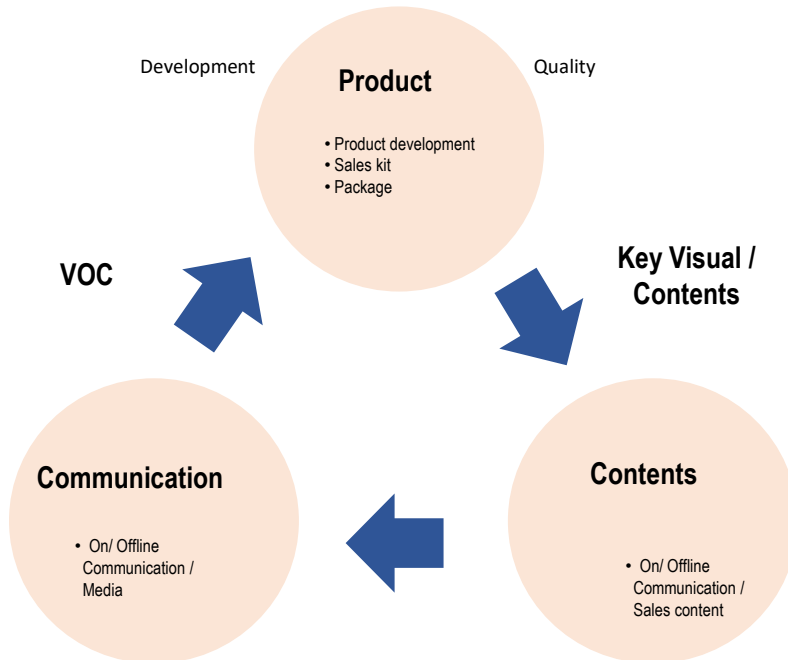 Development
Product
Quality
• Product development
• Sales kit
• Package
VOC
Key Visual /
Contents
Communication
• On/ Offline
Communication /
Media
Contents
• On/ Offline
Communication /
Sales content